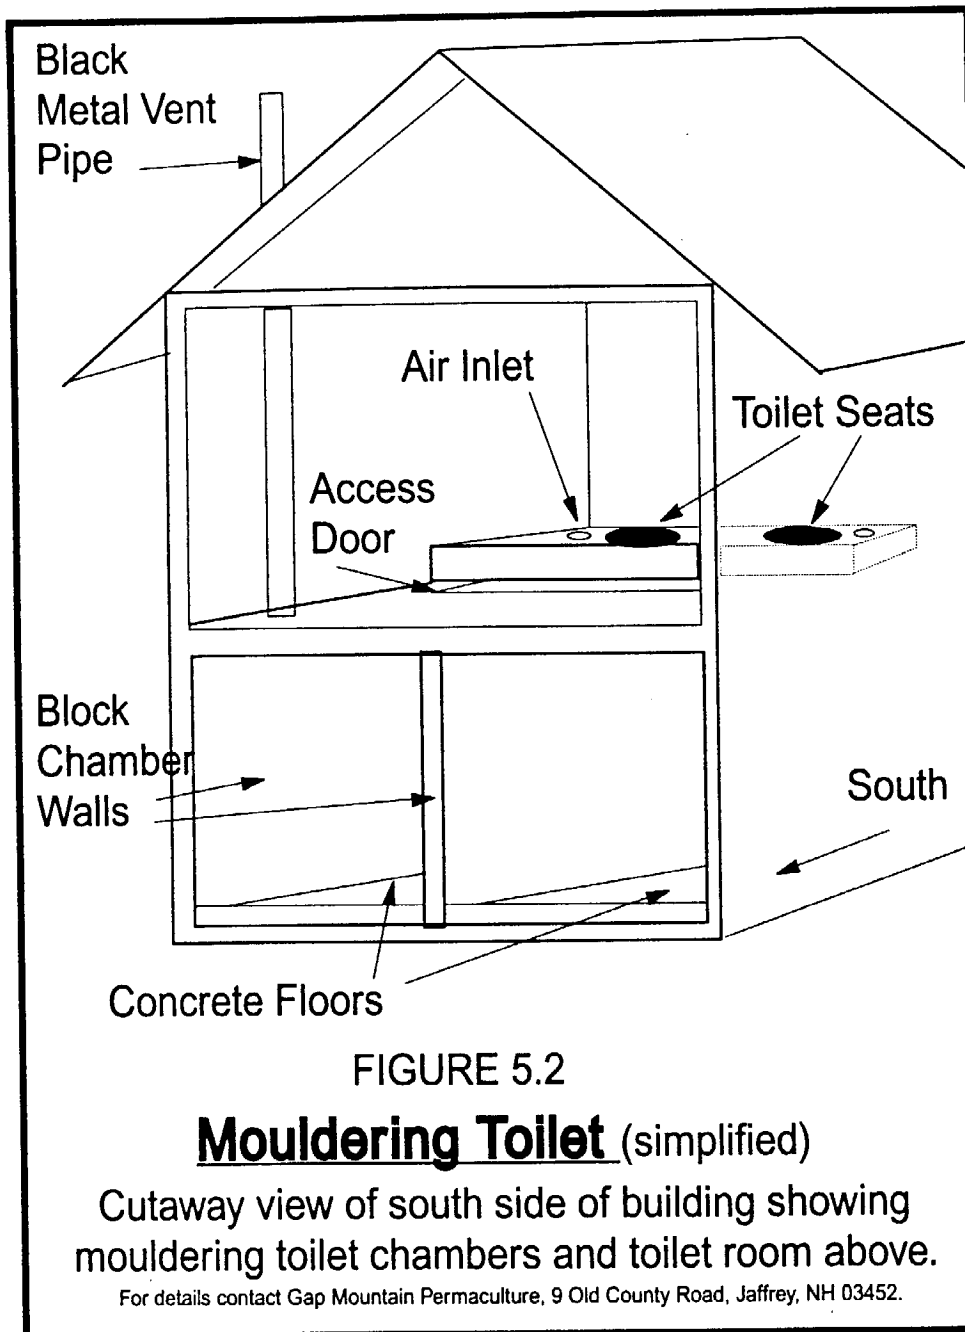 Black
Metal Vent
Pipe
Air Inlet
Toilet Seats
Access
Door
Block
Chamber
Walls
South
Concrete Floors
FIGURE 5.2
Mouldering Toilet (simplified)
Cutaway view of south side of building showing
mouldering toilet chambers and toilet room above.
For details contact Gap Mountain Permaculture, 9 Old County Road, Jaffrey, NH 03452.